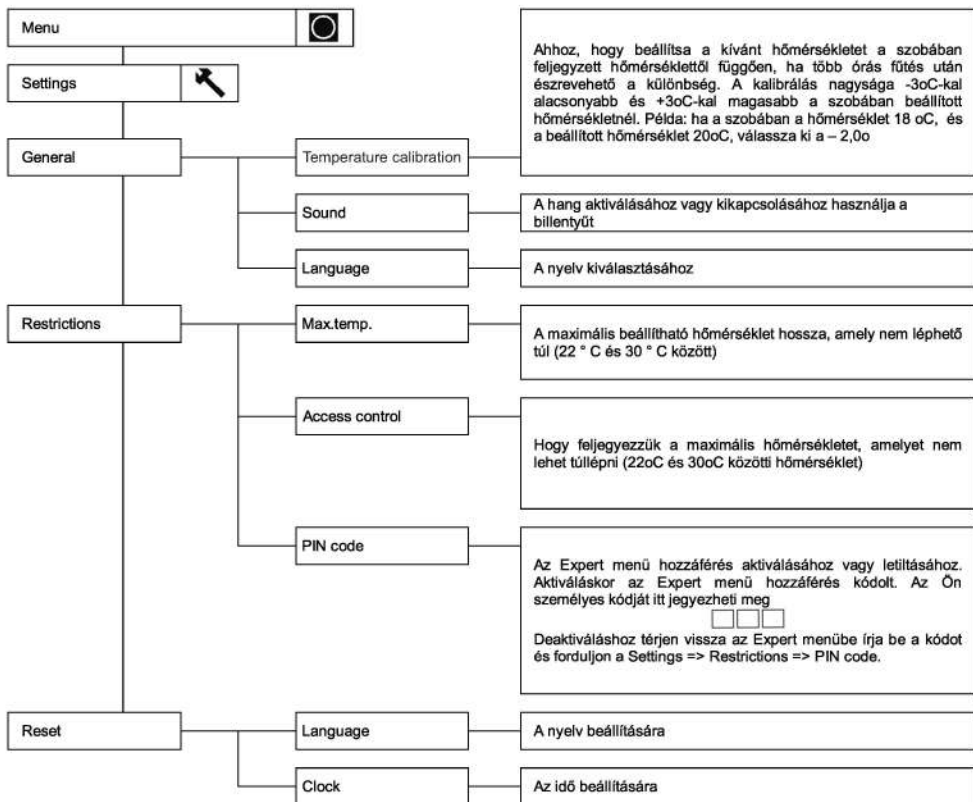 Menu
Settings
General
Temperature calibration
Ahhoz, hogy beállítsa a kívánt hőmérsékletet a szobában
feljegyzett hőmérséklettől függően, ha több órás fűtés után
észrevehető a különbség. A kalibrálás nagysága -3oC-kal
alacsonyabb és +3oC-kal magasabb a szobában beállított
hőmérsékletnél. Példa: ha a szobában a hőmérséklet 18 oC, és
a beállított hőmérséklet 20oC, válassza ki a – 2,0o
Sound
A hang aktiválásához vagy kikapcsolásához használja a
billentyűt
Language
A nyelv kiválasztásához
Restrictions
Max.temp.
A maximális beállítható hőmérséklet hossza, amely nem léphető
túl (22 ° C és 30 ° C között)
Access control
Hogy feljegyezzük a maximális hőmérsékletet, amelyet nem
lehet túllépni (22oC és 30oC közötti hőmérséklet)
PIN code
Az Expert menü hozzáférés aktiválásához vagy letiltásához.
Aktiváláskor az Expert menü hozzáférés kódolt. Az Ön
személyes kódját itt jegyezheti meg
Deaktiváláshoz térjen vissza az Expert menübe írja be a kódot
és forduljon a Settings => Restrictions => PIN code.
Reset
Language
A nyelv beállítására
Clock
Az idő beállítására